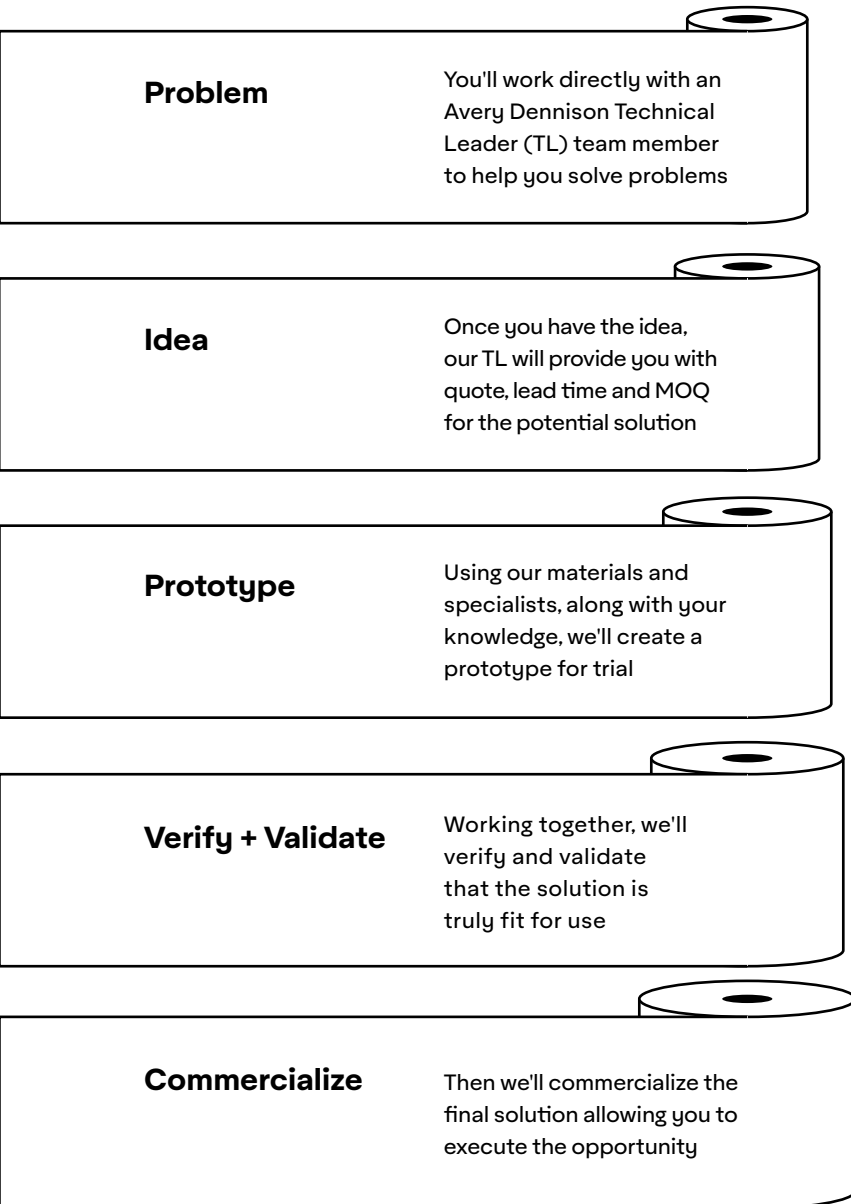 Problem
You'll work directly with an
Avery Dennison Technical
Leader (TL) team member
to help you solve problems
Idea
Once you have the idea,
our TL will provide you with
quote, lead time and MOQ
for the potential solution
Prototype
Using our materials and
specialists, along with your
knowledge, we'll create a
prototype for trial
Verify + Validate
Working together, we'll
verify and validate
that the solution is
truly fit for use
Commercialize
Then we'll commercialize the
final solution allowing you to
execute the opportunity